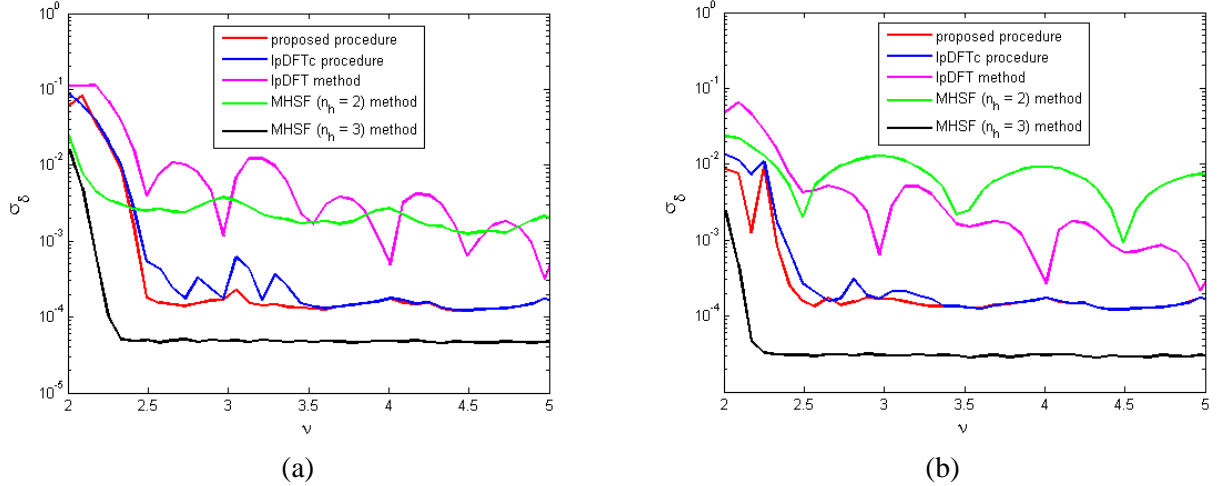 10^0
10^-1
10^-2
10^-3
10^-4
10^-5
σ_δ
proposed procedure
IpDFTc procedure
IpDFT method
MHSF (n_h = 2) method
MHSF (n_h = 3) method
2 2.5 3 3.5 4 4.5 5
ν
(a)
10^0
10^-1
10^-2
10^-3
10^-4
σ_δ
proposed procedure
IpDFTc procedure
IpDFT method
MHSF (n_h = 2) method
MHSF (n_h = 3) method
2 2.5 3 3.5 4 4.5 5
ν
(b)